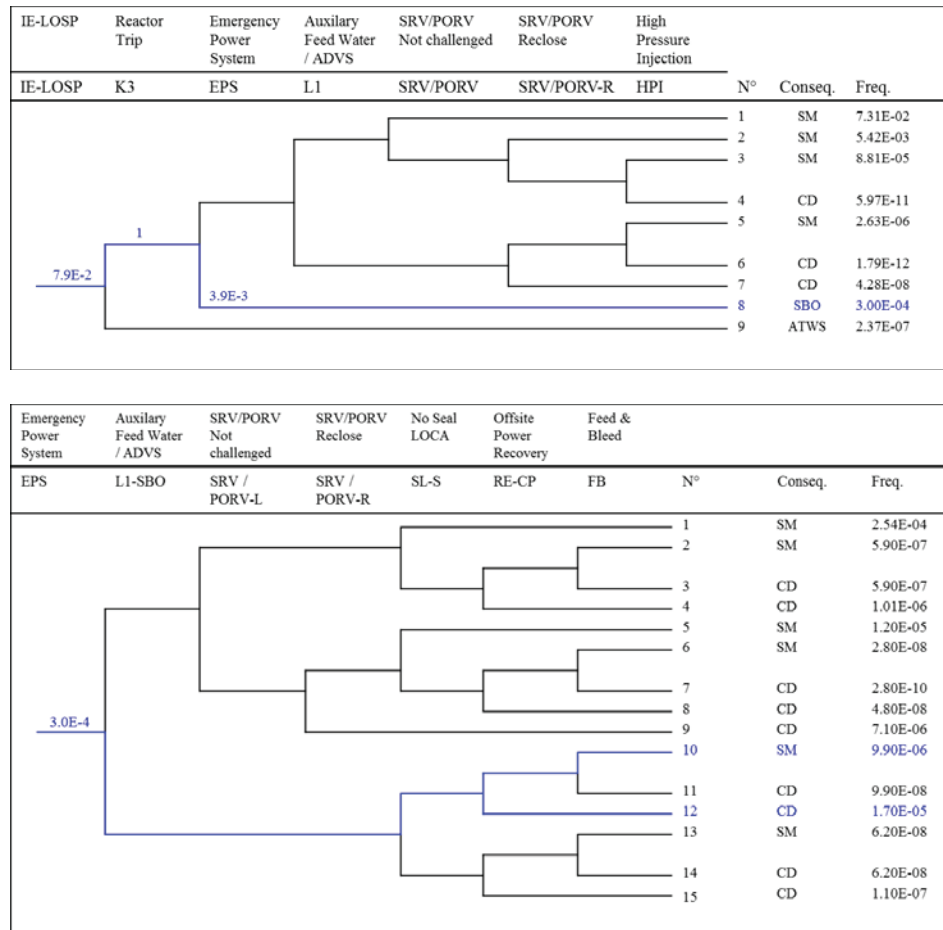 IE-LOSP Reactor Trip Emergency Power System Auxilary Feed Water / ADVS SRV/PORV Not challenged SRV/PORV Reclose High Pressure Injection
IE-LOSP K3 EPS L1 SRV/PORV SRV/PORV-R HPI N° Conseq. Freq.
1 SM 7.31E-02
2 SM 5.42E-03
3 SM 8.81E-05
4 CD 5.97E-11
5 SM 2.63E-06
1
6 CD 1.79E-12
7.9E-2
7 CD 4.28E-08
3.9E-3
8 SBO 3.00E-04
9 ATWS 2.37E-07
Emergency Power System Auxilary Feed Water / ADVS SRV/PORV Not challenged SRV/PORV Reclose No Seal LOCA Offsite Power Recovery Feed & Bleed
EPS L1-SBO SRV / PORV-L SRV / PORV-R SL-S RE-CP FB N° Conseq. Freq.
1 SM 2.54E-04
2 SM 5.90E-07
3 CD 5.90E-07
4 CD 1.01E-06
5 SM 1.20E-05
6 SM 2.80E-08
7 CD 2.80E-10
8 CD 4.80E-08
3.0E-4
9 CD 7.10E-06
10 SM 9.90E-06
11 CD 9.90E-08
12 CD 1.70E-05
13 SM 6.20E-08
14 CD 6.20E-08
15 CD 1.10E-07